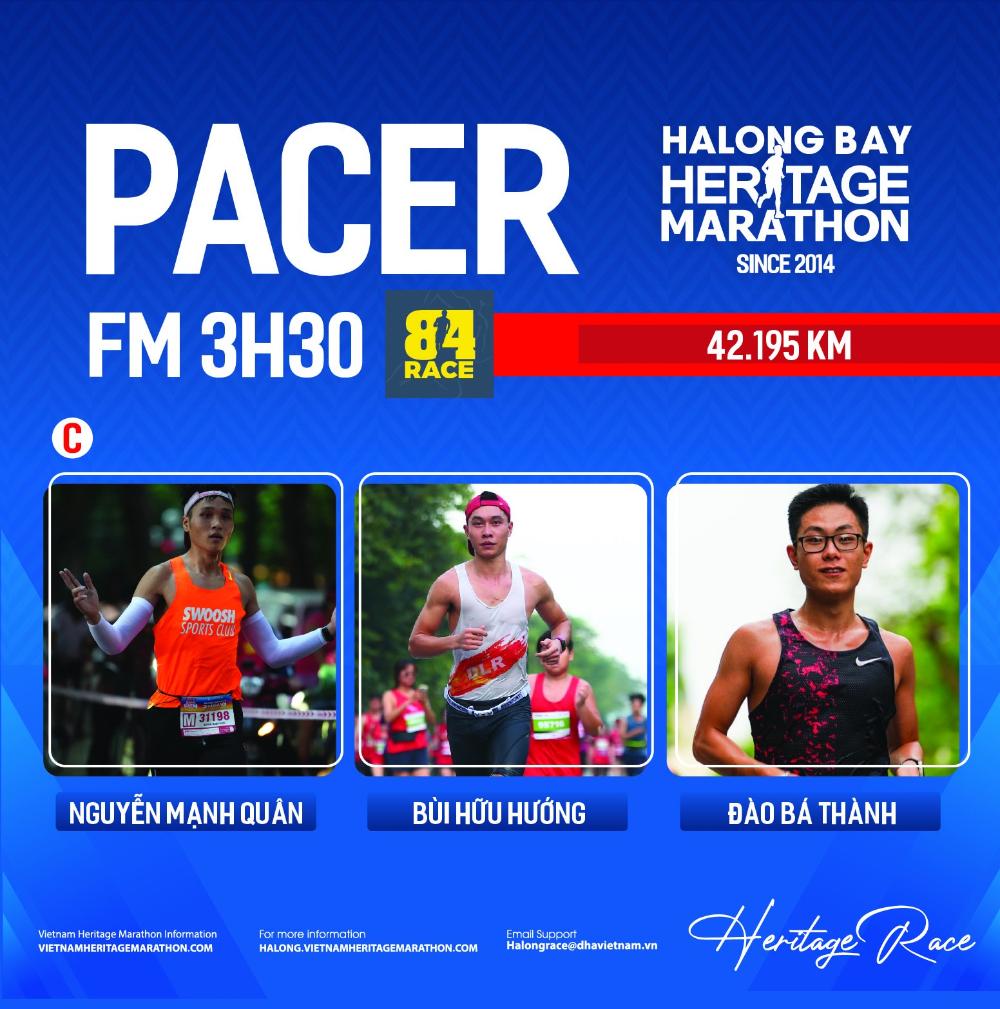 PACER
HALONG BAY
HERITAGE
MARATHON
SINCE 2014
FM 3H30
84
RACE
42.195 KM
C
SWOOSH
SPORTS CLUB
M 31198
DLR
NGUYỄN MẠNH QUÂN
BÙI HỮU HƯỚNG
ĐÀO BÁ THÀNH
Vietnam Heritage Marathon Information
VIETNAMHERITAGEMARATHON.COM
For more information
HALONG.VIETNAMHERITAGEMARATHON.COM
Email Support
Halongrace@dhavietnam.vn
Heritage Race